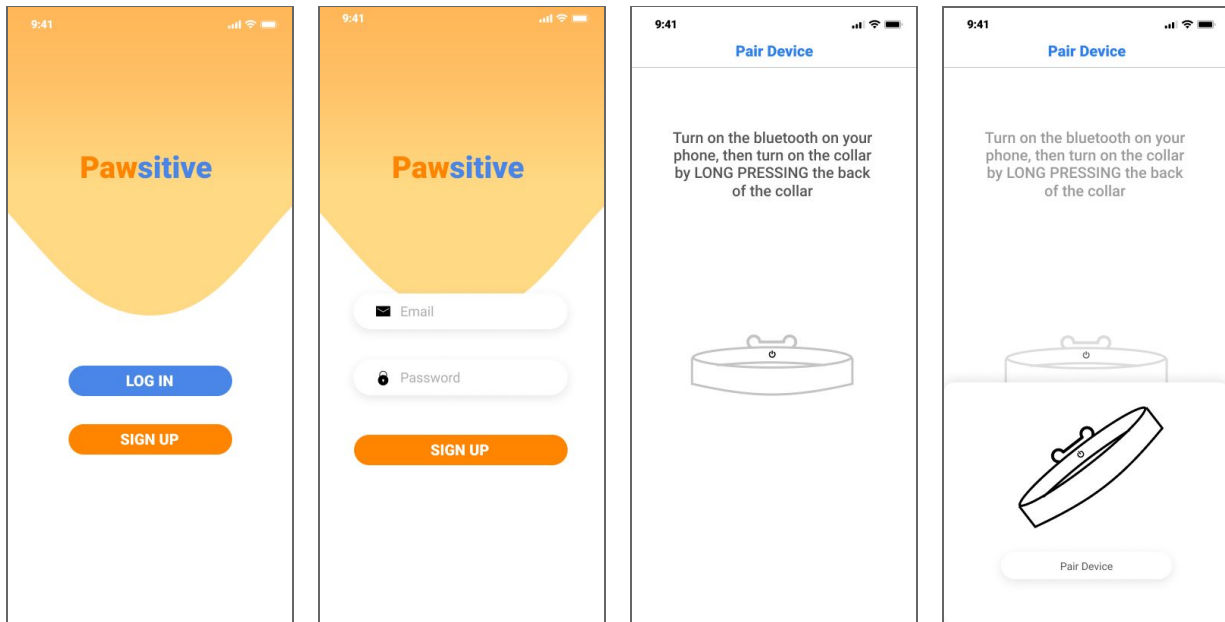 9:41
Pawsitive
LOG IN
SIGN UP
9:41
Pawsitive
Email
Password
SIGN UP
9:41
Pair Device
Turn on the bluetooth on your
phone, then turn on the collar
by LONG PRESSING the back
of the collar
9:41
Pair Device
Turn on the bluetooth on your
phone, then turn on the collar
by LONG PRESSING the back
of the collar
Pair Device